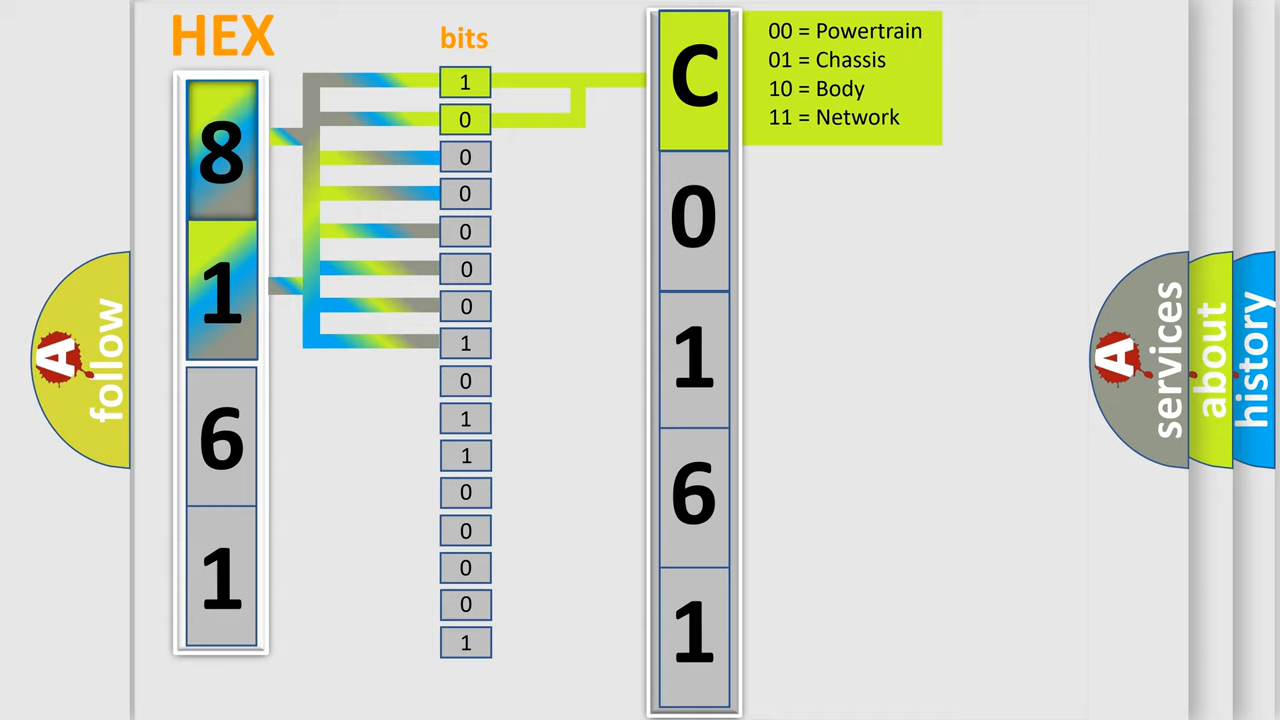 HEX
bits
8
1
6
1
1
0
0
0
0
0
0
1
0
1
1
0
0
0
0
1
C
0
1
6
1
00 = Powertrain
01 = Chassis
10 = Body
11 = Network
A
follow
A
services
about
history